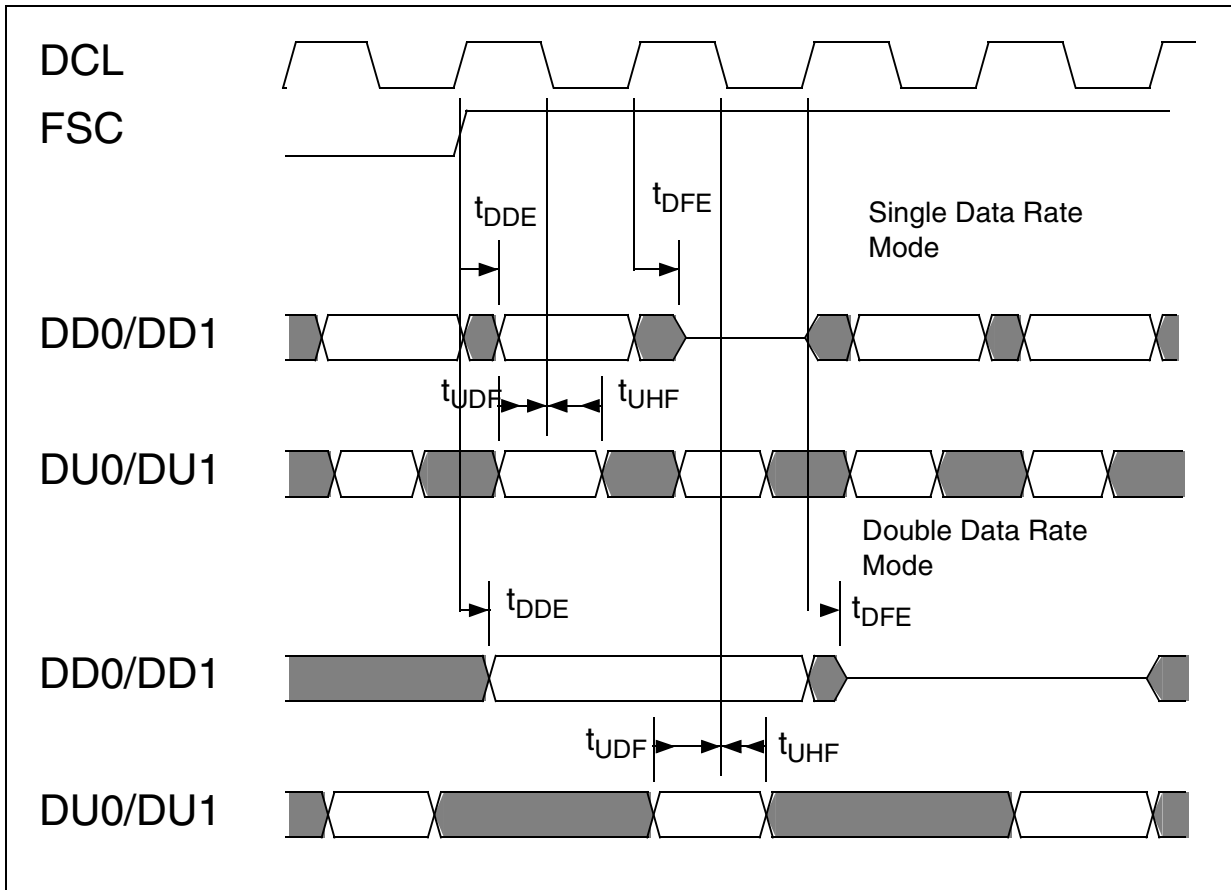 DCL
FSC
tDDE
tDFE
Single Data Rate
Mode
DD0/DD1
tUDF
tUHF
DU0/DU1
Double Data Rate
Mode
tDDE
tDFE
DD0/DD1
tUDF
tUHF
DU0/DU1